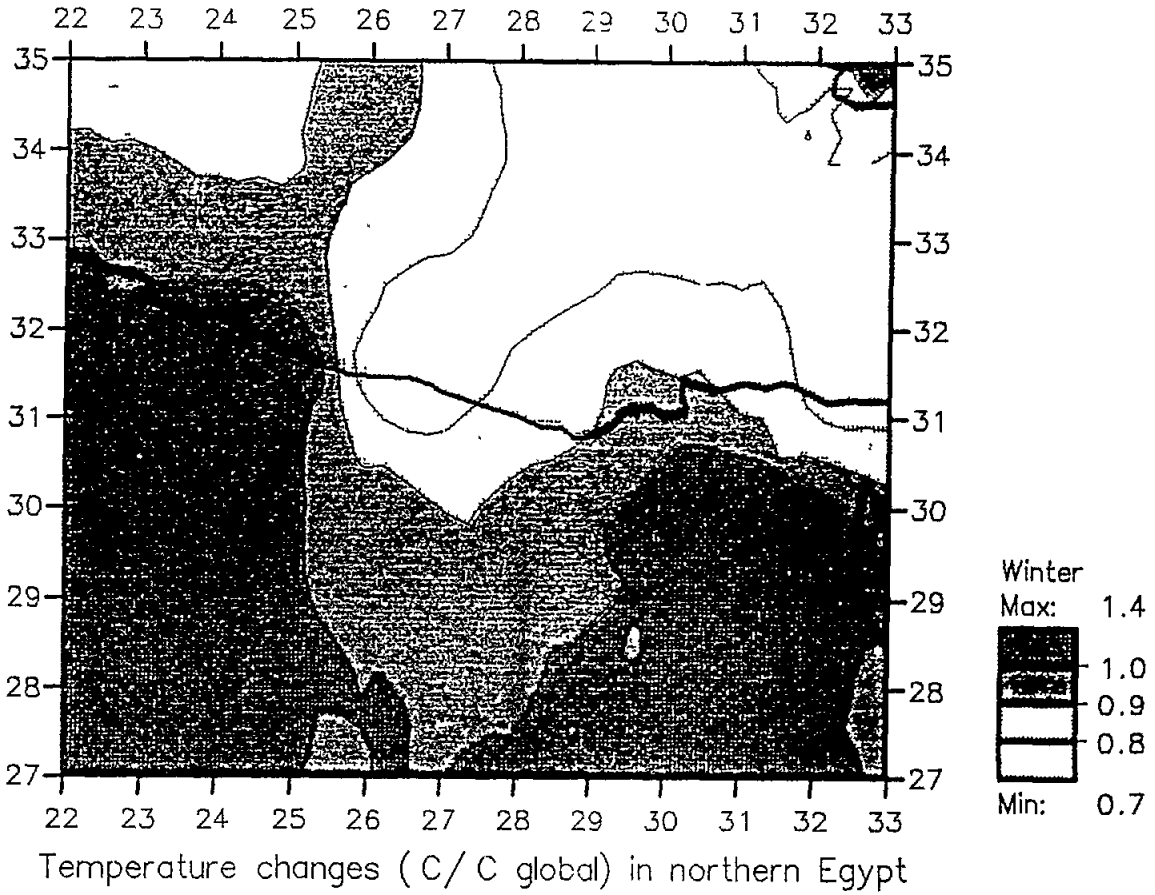 22 23 24 25 26 27 28 29 30 31 32 33
35 35
34 34
33 33
32 32
31 31
30 30
29 29
28 28
27 27
22 23 24 25 26 27 28 29 30 31 32 33
Winter
Max: 1.4
1.0
0.9
0.8
Min: 0.7
Temperature changes ( C/ C global) in northern Egypt